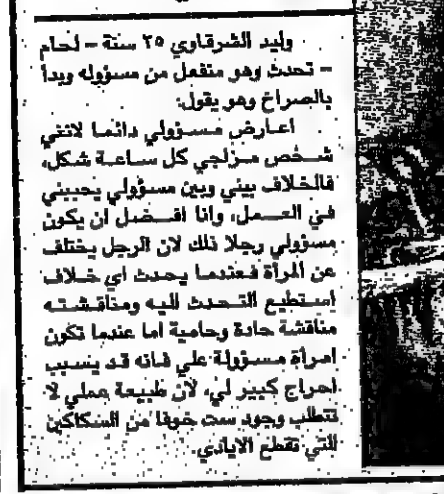 وليد الشرقاوي ٢٥ سنة - لحام
- تحدث وهو منفعل من مسؤوله وبدأ
بالصراخ وهو يقول:
اعارض مسؤولي دائما لانني
شخص مزاجي كل ساعة شكل،
فالخلاف بيني وبين مسؤولي يحببني
في العمل، وانا افضل ان يكون
مسؤولي رجلا ذلك لان الرجل يختلف
عن المرأة فعندما يحدث اي خلاف
استطيع التحدث اليه ومناقشته
مناقشة حادة وحامية اما عندما تكون
امرأة مسؤولة علي فانه قد يسبب
احراج كبير لي، لان طبيعة عملي لا
تتطلب وجود ست خوفا من السكاكين
التي تقطع الايادي.